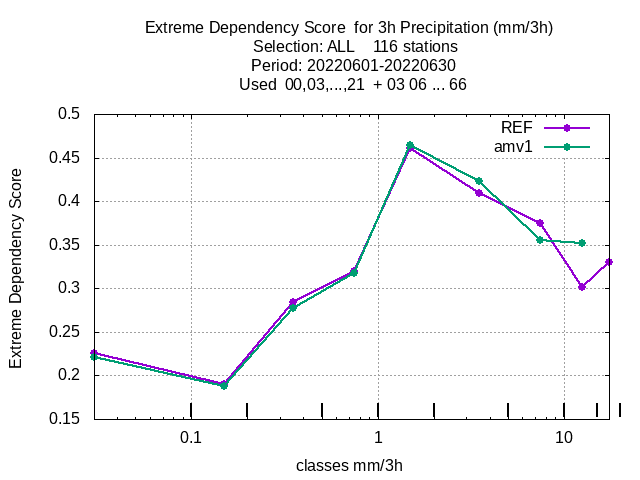 Extreme Dependency Score  for 3h Precipitation (mm/3h)
Selection: ALL    116 stations
Period: 20220601-20220630
Used  00,03,...,21  + 03 06 ... 66
0.5
REF
amv1
0.45
0.4
0.35
0.3
0.25
0.2
0.15
Extreme Dependency Score
0.1
1
10
classes mm/3h